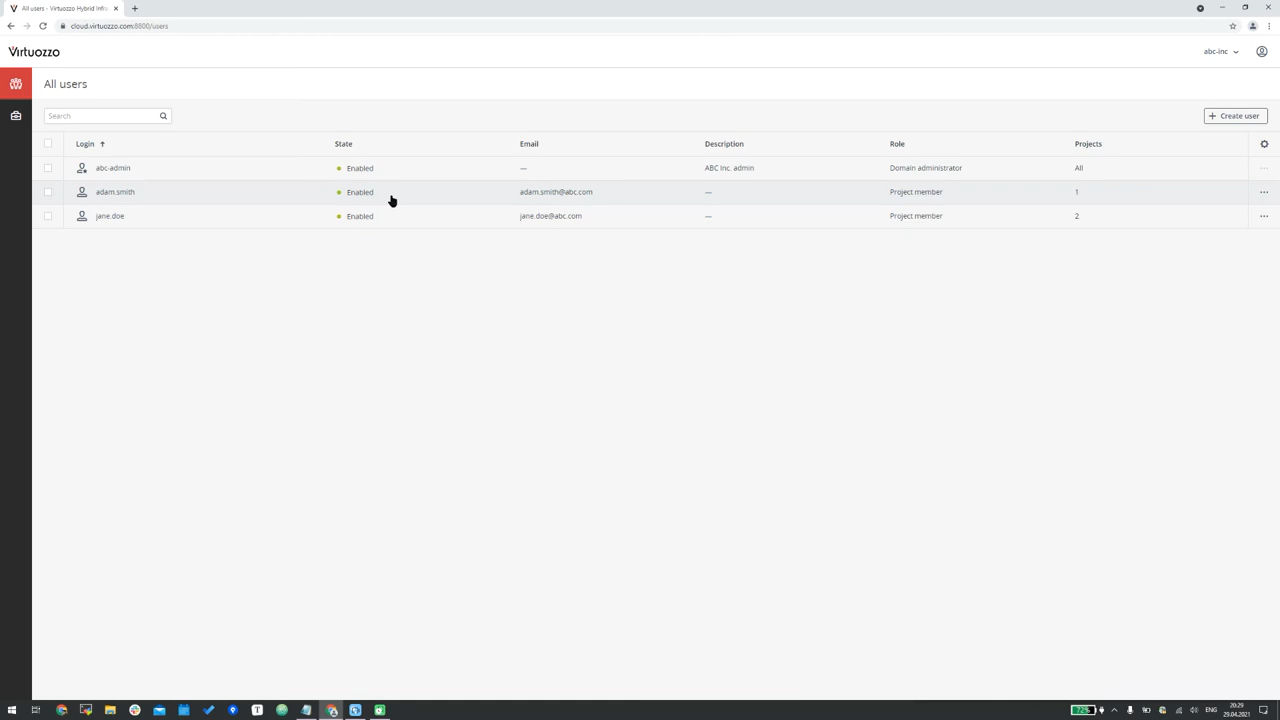 All users - Virtuozzo Hybrid Infra
cloud.virtuozzo.com:8800/users
Virtuozzo
abc-inc
All users
Search
Create user
Login State Email Description Role Projects
abc-admin Enabled — ABC Inc. admin Domain administrator All
adam.smith Enabled adam.smith@abc.com — Project member 1
jane.doe Enabled jane.doe@abc.com — Project member 2
72%
ENG
20:29
29.04.2021